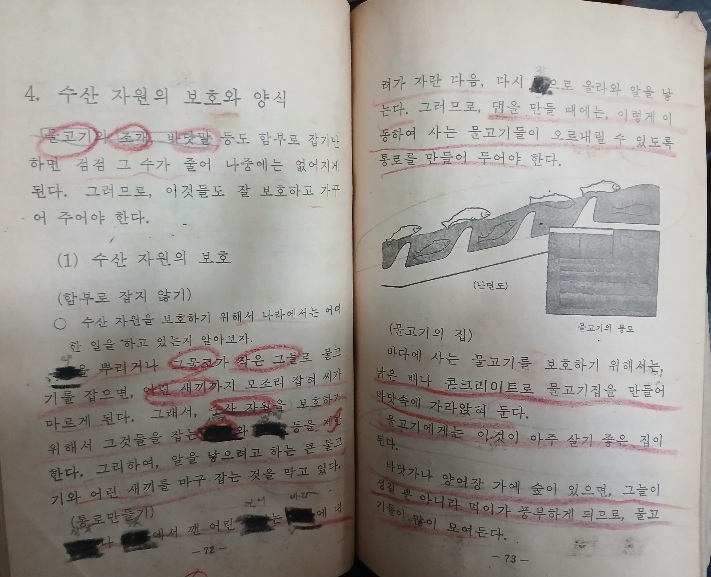 4. 수산 자원의 보호와 양식
물고기와 조개, 바닷말 등도 함부로 잡기만
하면 점점 그 수가 줄어 나중에는 없어지게
된다. 그러므로, 이것들도 잘 보호하고 가꾸
어 주어야 한다.
(1) 수산 자원의 보호
(함부로 잡지 않기)
○ 수산 자원을 보호하기 위해서 나라에서는 어떠
한 일을 하고 있는지 알아보자.
을 뿌리거나 그물코가 작은 그물로 물고
기를 잡으면, 어린 새끼까지 모조리 잡혀 씨가
마르게 된다. 그래서, 수산 자원을 보호하기
위해서 그것들을 잡는 와 등을 제한
한다. 그리하여, 알을 낳으려고 하는 큰 물고
기와 어린 새끼를 마구 잡는 것을 막고 있다.
(통로만들기)
나 에서 깬 어린 는 에 내
- 72 -
려가 자란 다음, 다시 으로 올라와 알을 낳
는다. 그러므로, 댐을 만들 때에는, 이렇게 이
동하여 사는 물고기들이 오르내릴 수 있도록
통로를 만들어 두어야 한다.
(단면도)
물고기의 통로
(물고기의 집)
바다에 사는 물고기를 보호하기 위해서는,
낡은 배나 콘크리이트로 물고기집을 만들어
바닷속에 가라앉혀 둔다.
물고기에게는 이것이 아주 살기 좋은 집이
된다.
바닷가나 양어장 가에 숲이 있으면, 그늘이
생길 뿐 아니라 먹이가 풍부하게 되므로, 물고
기들이 많이 모여든다.
- 73 -